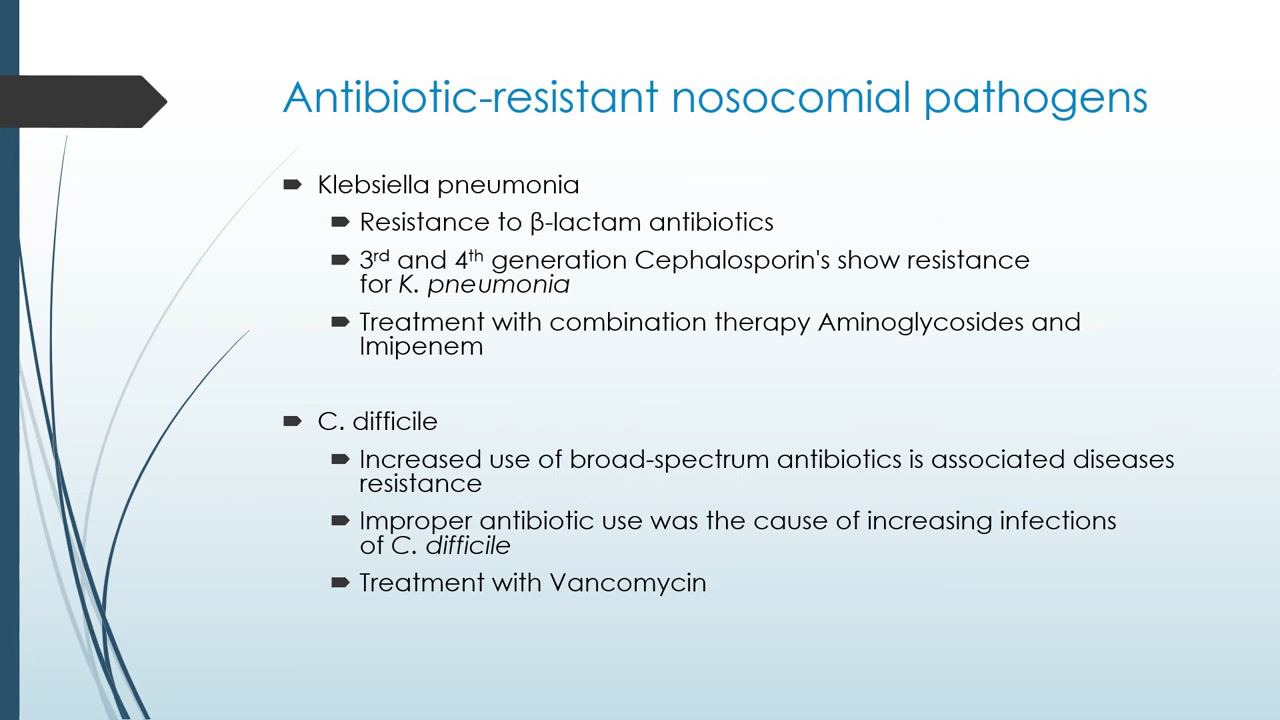 Antibiotic-resistant nosocomial pathogens
Klebsiella pneumonia
Resistance to β-lactam antibiotics
3rd and 4th generation Cephalosporin's show resistance
for K. pneumonia
Treatment with combination therapy Aminoglycosides and
Imipenem
C. difficile
Increased use of broad-spectrum antibiotics is associated diseases
resistance
Improper antibiotic use was the cause of increasing infections
of C. difficile
Treatment with Vancomycin